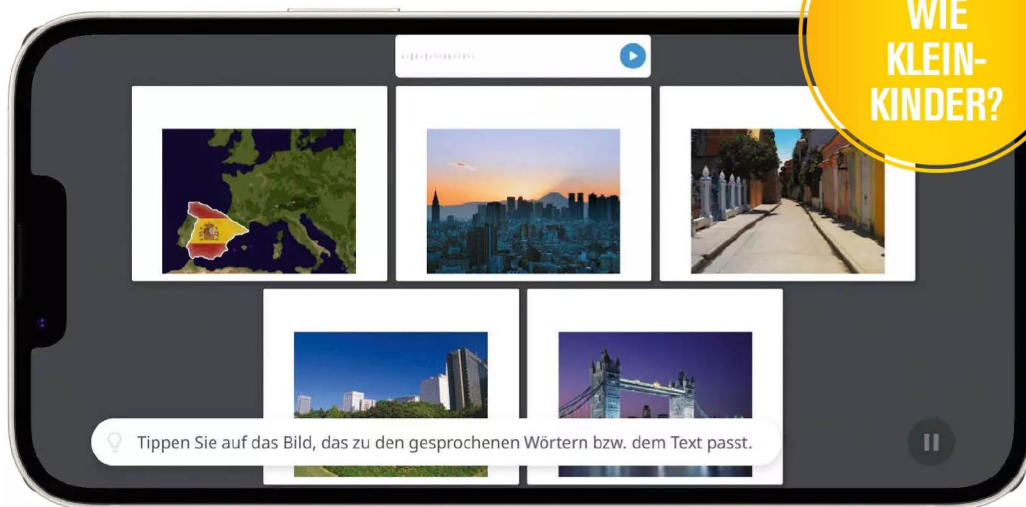 WIE
KLEIN-
KINDER?
Tippen Sie auf das Bild, das zu den gesprochenen Wörtern bzw. dem Text passt.